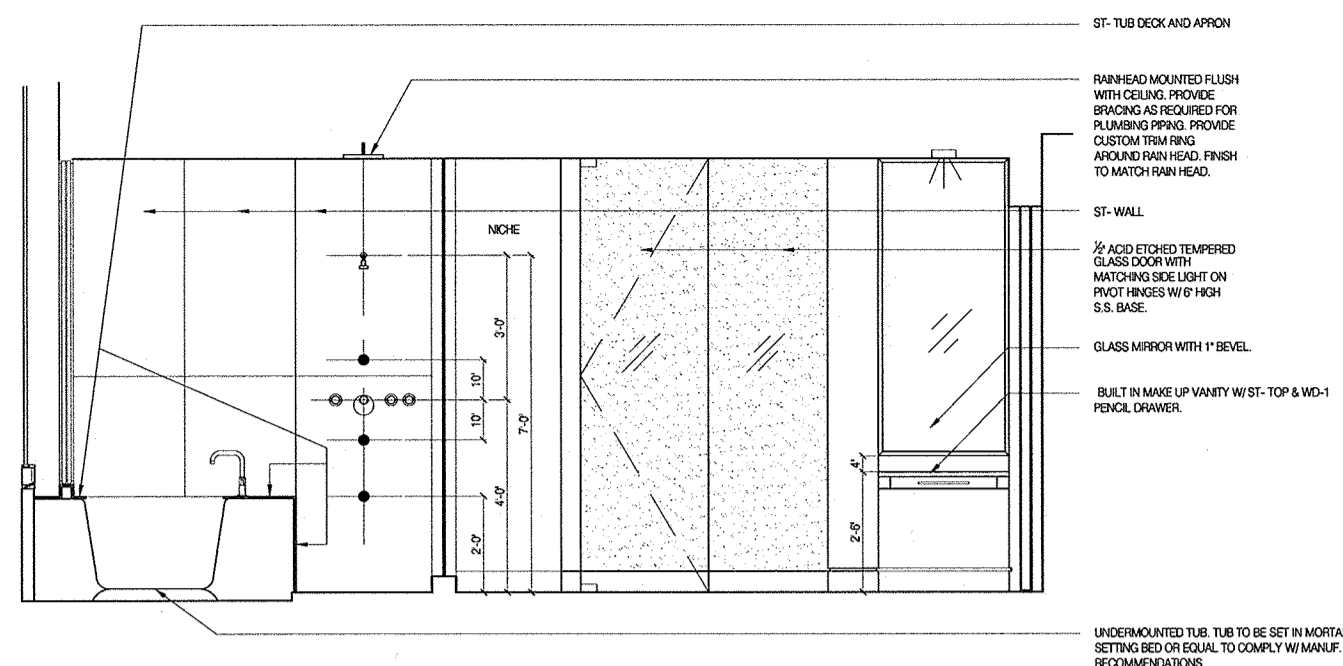 ST- TUB DECK AND APRON
RAINHEAD MOUNTED FLUSH
WITH CEILING. PROVIDE
BRACING AS REQUIRED FOR
PLUMBING PIPING. PROVIDE
CUSTOM TRIM RING
AROUND RAIN HEAD. FINISH
TO MATCH RAIN HEAD.
ST- WALL
NICHE
½" ACID ETCHED TEMPERED
GLASS DOOR WITH
MATCHING SIDE LIGHT ON
PIVOT HINGES W/ 6" HIGH
S.S. BASE.
3'-0"
GLASS MIRROR WITH 1" BEVEL.
10"
BUILT IN MAKE UP VANITY W/ ST- TOP & WD-1
PENCIL DRAWER.
10"
7'-0"
4"
4'-0"
2'-0"
2'-6"
UNDERMOUNTED TUB. TUB TO BE SET IN MORTA
SETTING BED OR EQUAL TO COMPLY W/ MANUF.
RECOMMENDATIONS